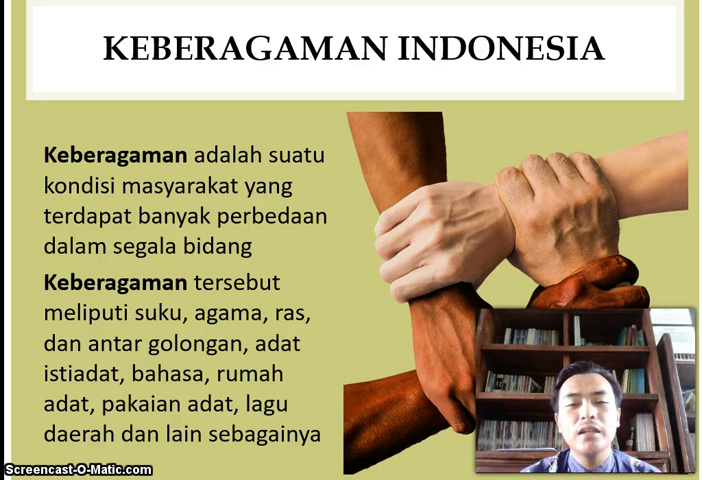 KEBERAGAMAN INDONESIA
Keberagaman adalah suatu
kondisi masyarakat yang
terdapat banyak perbedaan
dalam segala bidang
Keberagaman tersebut
meliputi suku, agama, ras,
dan antar golongan, adat
istiadat, bahasa, rumah
adat, pakaian adat, lagu
daerah dan lain sebagainya
Screencast-O-Matic.com